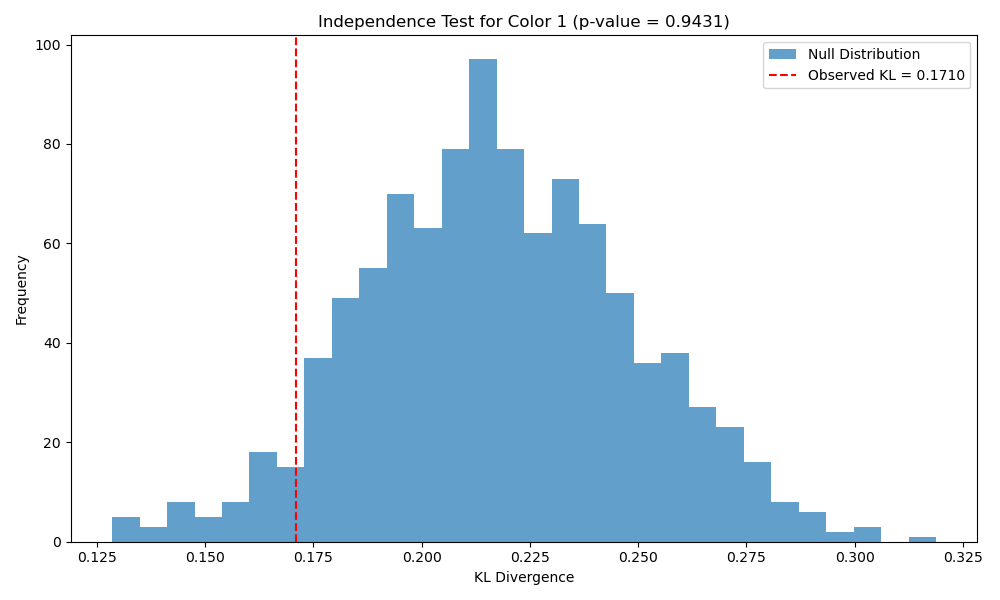 Independence Test for Color 1 (p-value = 0.9431)
Null Distribution
Observed KL = 0.1710
Frequency
100
80
60
40
20
0
0.125 0.150 0.175 0.200 0.225 0.250 0.275 0.300 0.325
KL Divergence